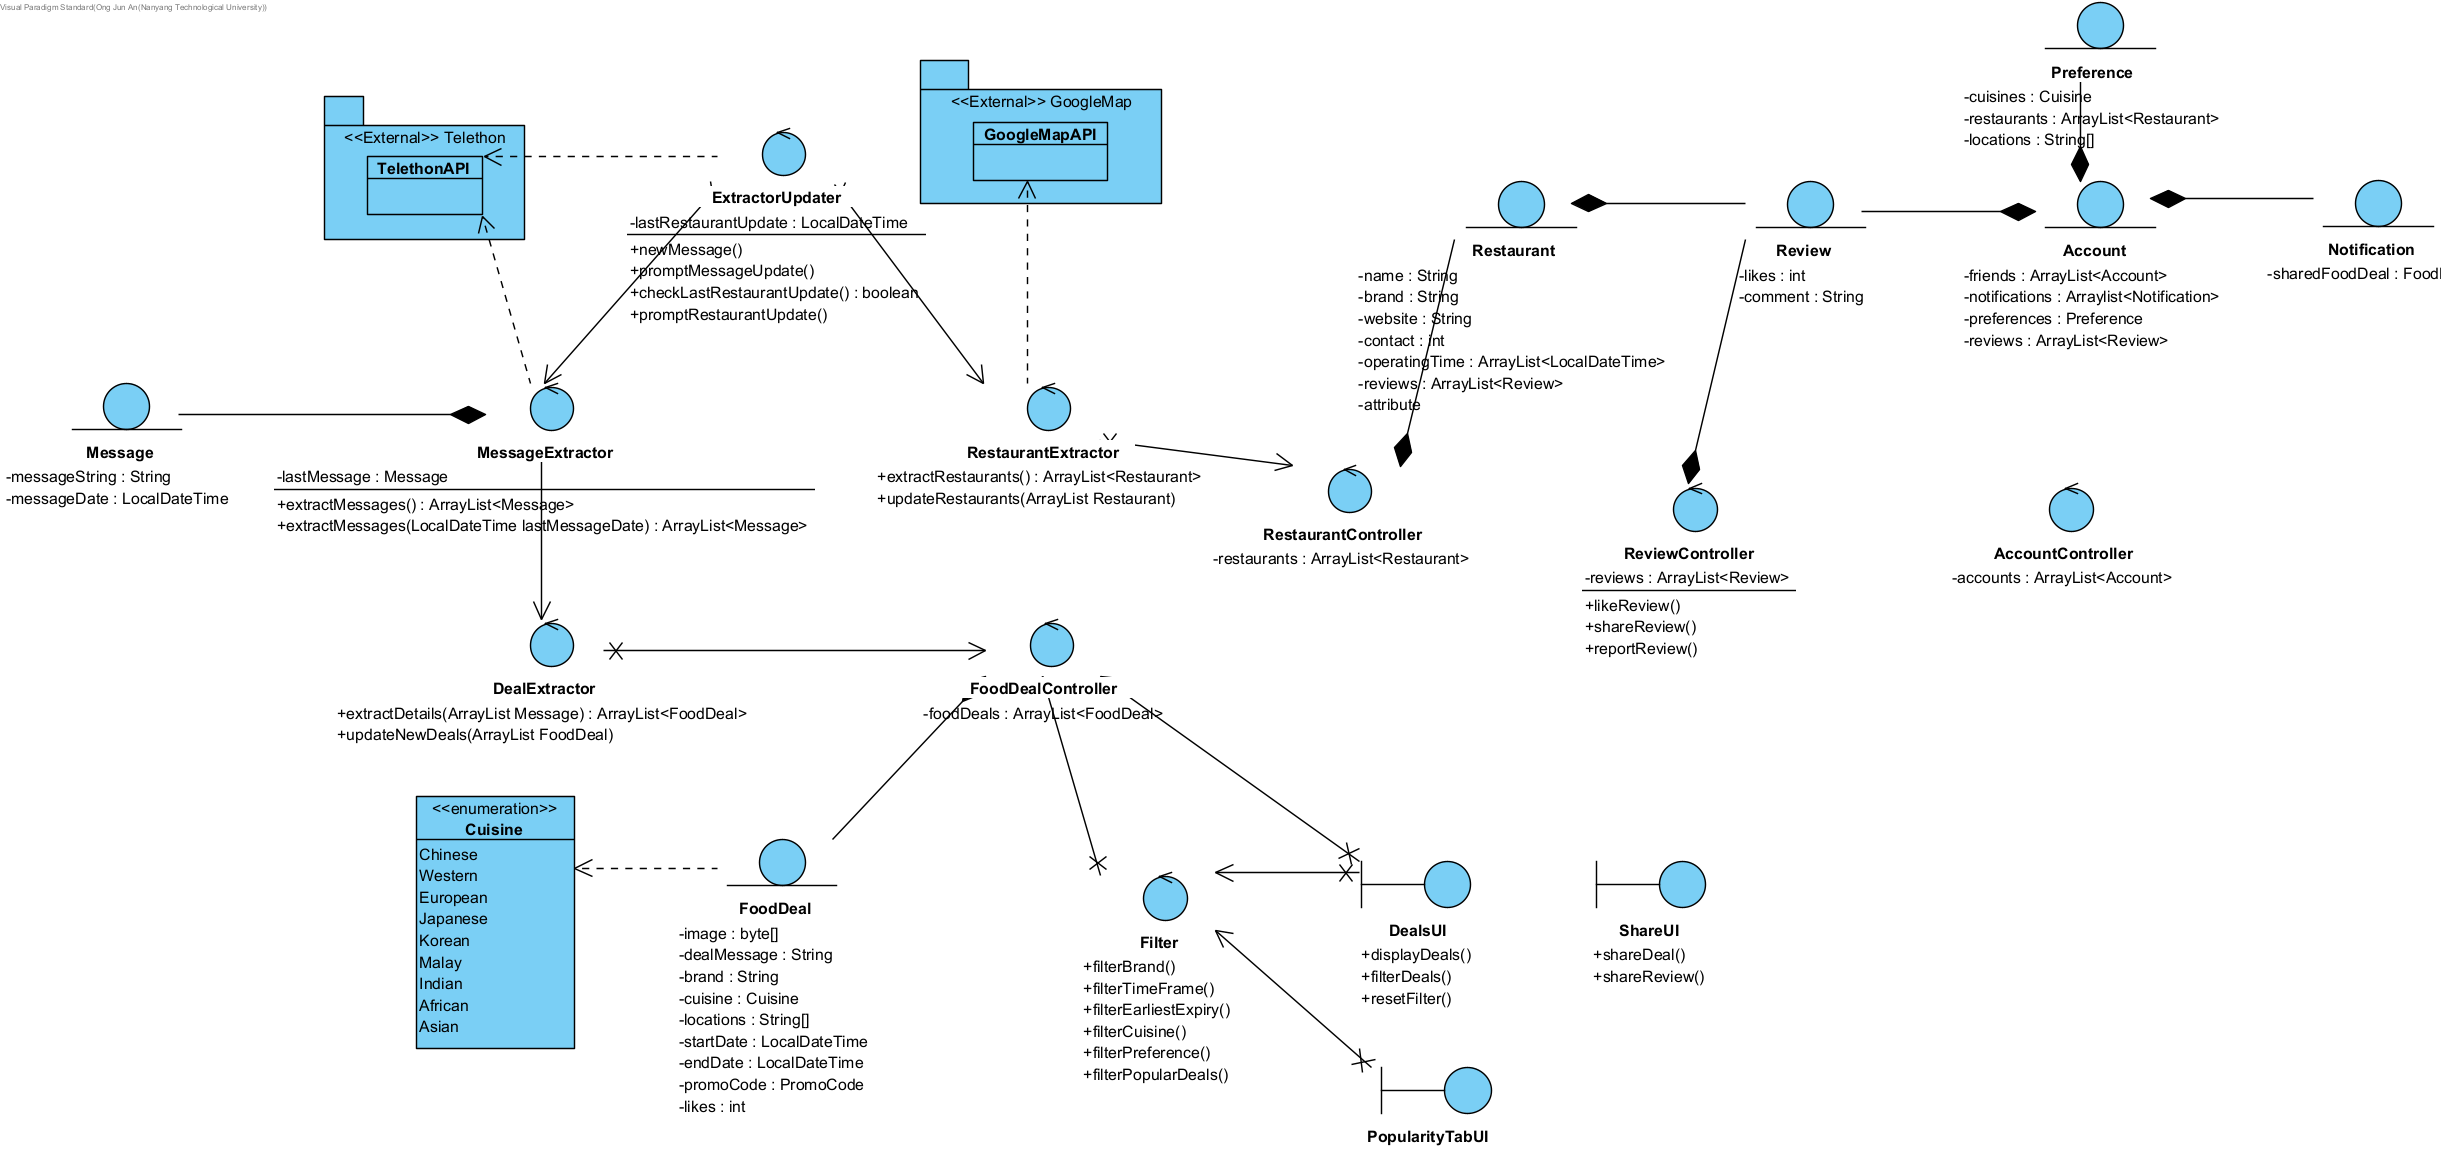 Visual Paradigm Standard(Ong Jun An(Nanyang Technological University))
Preference
-cuisines : Cuisine
-restaurants : ArrayList<Restaurant>
-locations : String[]
<<External>> Telethon
TelethonAPI
ExtractorUpdater
-lastRestaurantUpdate : LocalDateTime
+newMessage()
+promptMessageUpdate()
+checkLastRestaurantUpdate() : boolean
+promptRestaurantUpdate()
<<External>> GoogleMap
GoogleMapAPI
Restaurant
-name : String
-brand : String
-website : String
-contact : int
-operatingTime : ArrayList<LocalDateTime>
-reviews : ArrayList<Review>
-attribute
Review
-likes : int
-comment : String
Account
-friends : ArrayList<Account>
-notifications : Arraylist<Notification>
-preferences : Preference
-reviews : ArrayList<Review>
Notification
-sharedFoodDeal :
Message
-messageString : String
-messageDate : LocalDateTime
MessageExtractor
-lastMessage : Message
+extractMessages() : ArrayList<Message>
+extractMessages(LocalDateTime lastMessageDate) : ArrayList<Message>
RestaurantExtractor
+extractRestaurants() : ArrayList<Restaurant>
+updateRestaurants(ArrayList Restaurant)
RestaurantController
-restaurants : ArrayList<Restaurant>
ReviewController
-reviews : ArrayList<Review>
+likeReview()
+shareReview()
+reportReview()
AccountController
-accounts : ArrayList<Account>
DealExtractor
+extractDetails(ArrayList Message) : ArrayList<FoodDeal>
+updateNewDeals(ArrayList FoodDeal)
FoodDealController
-foodDeals : ArrayList<FoodDeal>
<<enumeration>>
Cuisine
Chinese
Western
European
Japanese
Korean
Malay
Indian
African
Asian
FoodDeal
-image : byte[]
-dealMessage : String
-brand : String
-cuisine : Cuisine
-locations : String[]
-startDate : LocalDateTime
-endDate : LocalDateTime
-promoCode : PromoCode
-likes : int
Filter
+filterBrand()
+filterTimeFrame()
+filterEarliestExpiry()
+filterCuisine()
+filterPreference()
+filterPopularDeals()
DealsUI
+displayDeals()
+filterDeals()
+resetFilter()
ShareUI
+shareDeal()
+shareReview()
PopularityTabUI